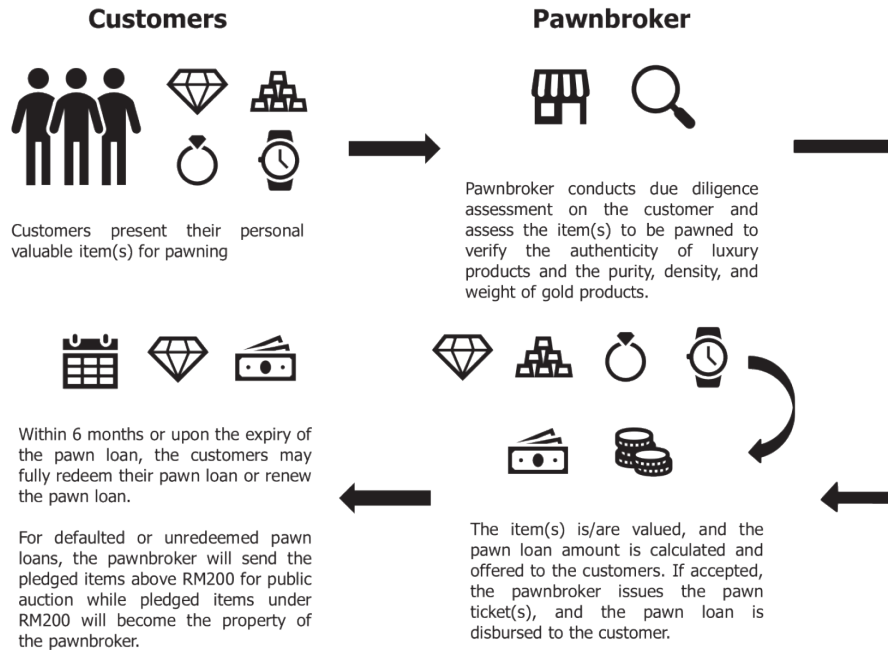 Customers
Pawnbroker
Customers present their personal
valuable item(s) for pawning
Pawnbroker conducts due diligence
assessment on the customer and
assess the item(s) to be pawned to
verify the authenticity of luxury
products and the purity, density, and
weight of gold products.
Within 6 months or upon the expiry of
the pawn loan, the customers may
fully redeem their pawn loan or renew
the pawn loan.
For defaulted or unredeemed pawn
loans, the pawnbroker will send the
pledged items above RM200 for public
auction while pledged items under
RM200 will become the property of
the pawnbroker.
The item(s) is/are valued, and the
pawn loan amount is calculated and
offered to the customers. If accepted,
the pawnbroker issues the pawn
ticket(s), and the pawn loan is
disbursed to the customer.